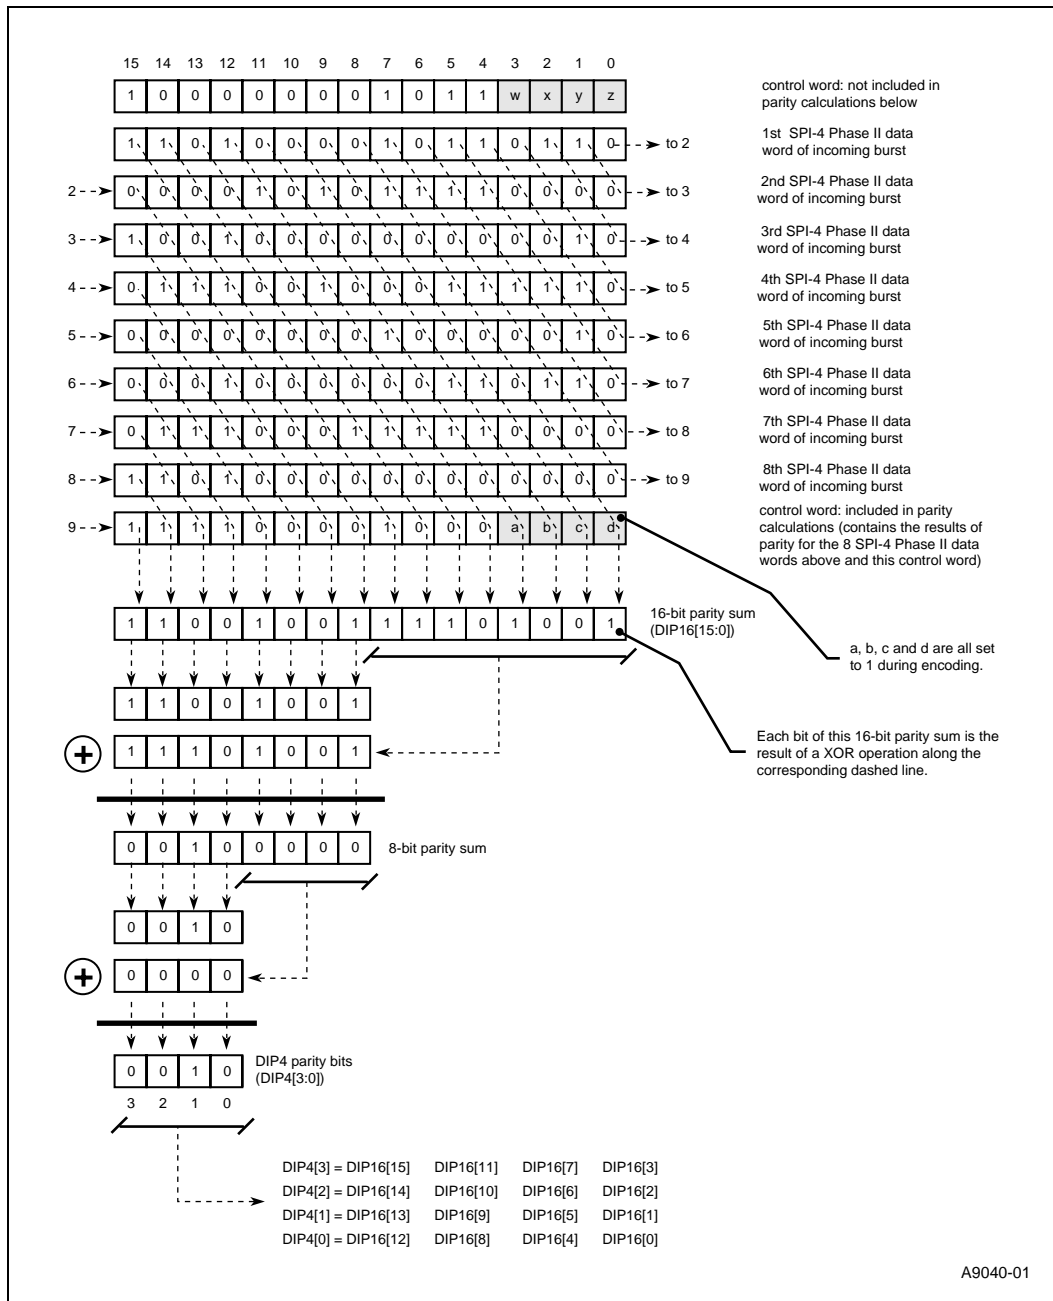 15 14 13 12 11 10 9 8 7 6 5 4 3 2 1 0
1 0 0 0 0 0 0 0 1 0 1 1 w x y z
control word: not included in
parity calculations below
1 1 0 1 0 0 0 0 1 0 1 1 0 1 1 0 to 2
1st SPI-4 Phase II data
word of incoming burst
2 0 0 0 0 1 0 1 0 1 1 1 1 0 0 0 0 to 3
2nd SPI-4 Phase II data
word of incoming burst
3 1 0 0 1 0 0 0 0 0 0 0 0 0 0 1 0 to 4
3rd SPI-4 Phase II data
word of incoming burst
4 0 1 1 1 0 0 1 0 0 0 1 1 1 1 1 0 to 5
4th SPI-4 Phase II data
word of incoming burst
5 0 0 0 0 0 0 0 0 1 0 0 0 0 0 1 0 to 6
5th SPI-4 Phase II data
word of incoming burst
6 0 0 0 1 0 0 0 0 0 0 1 1 0 1 1 0 to 7
6th SPI-4 Phase II data
word of incoming burst
7 0 1 1 1 0 0 0 1 1 1 1 1 0 0 0 0 to 8
7th SPI-4 Phase II data
word of incoming burst
8 1 1 0 1 0 0 0 0 0 0 0 0 0 0 0 0 to 9
8th SPI-4 Phase II data
word of incoming burst
9 1 1 1 1 0 0 0 0 1 0 0 0 a b c d
control word: included in parity
calculations (contains the results of
parity for the 8 SPI-4 Phase II data
words above and this control word)
1 1 0 0 1 0 0 1 1 1 1 0 1 0 0 1
16-bit parity sum
(DIP16[15:0])
a, b, c and d are all set
to 1 during encoding.
1 1 0 0 1 0 0 1
+ 1 1 1 0 1 0 0 1
Each bit of this 16-bit parity sum is the
result of a XOR operation along the
corresponding dashed line.
0 0 1 0 0 0 0 0 8-bit parity sum
0 0 1 0
+ 0 0 0 0
0 0 1 0
DIP4 parity bits
(DIP4[3:0])
3 2 1 0
DIP4[3] = DIP16[15] DIP16[11] DIP16[7] DIP16[3]
DIP4[2] = DIP16[14] DIP16[10] DIP16[6] DIP16[2]
DIP4[1] = DIP16[13] DIP16[9] DIP16[5] DIP16[1]
DIP4[0] = DIP16[12] DIP16[8] DIP16[4] DIP16[0]
A9040-01